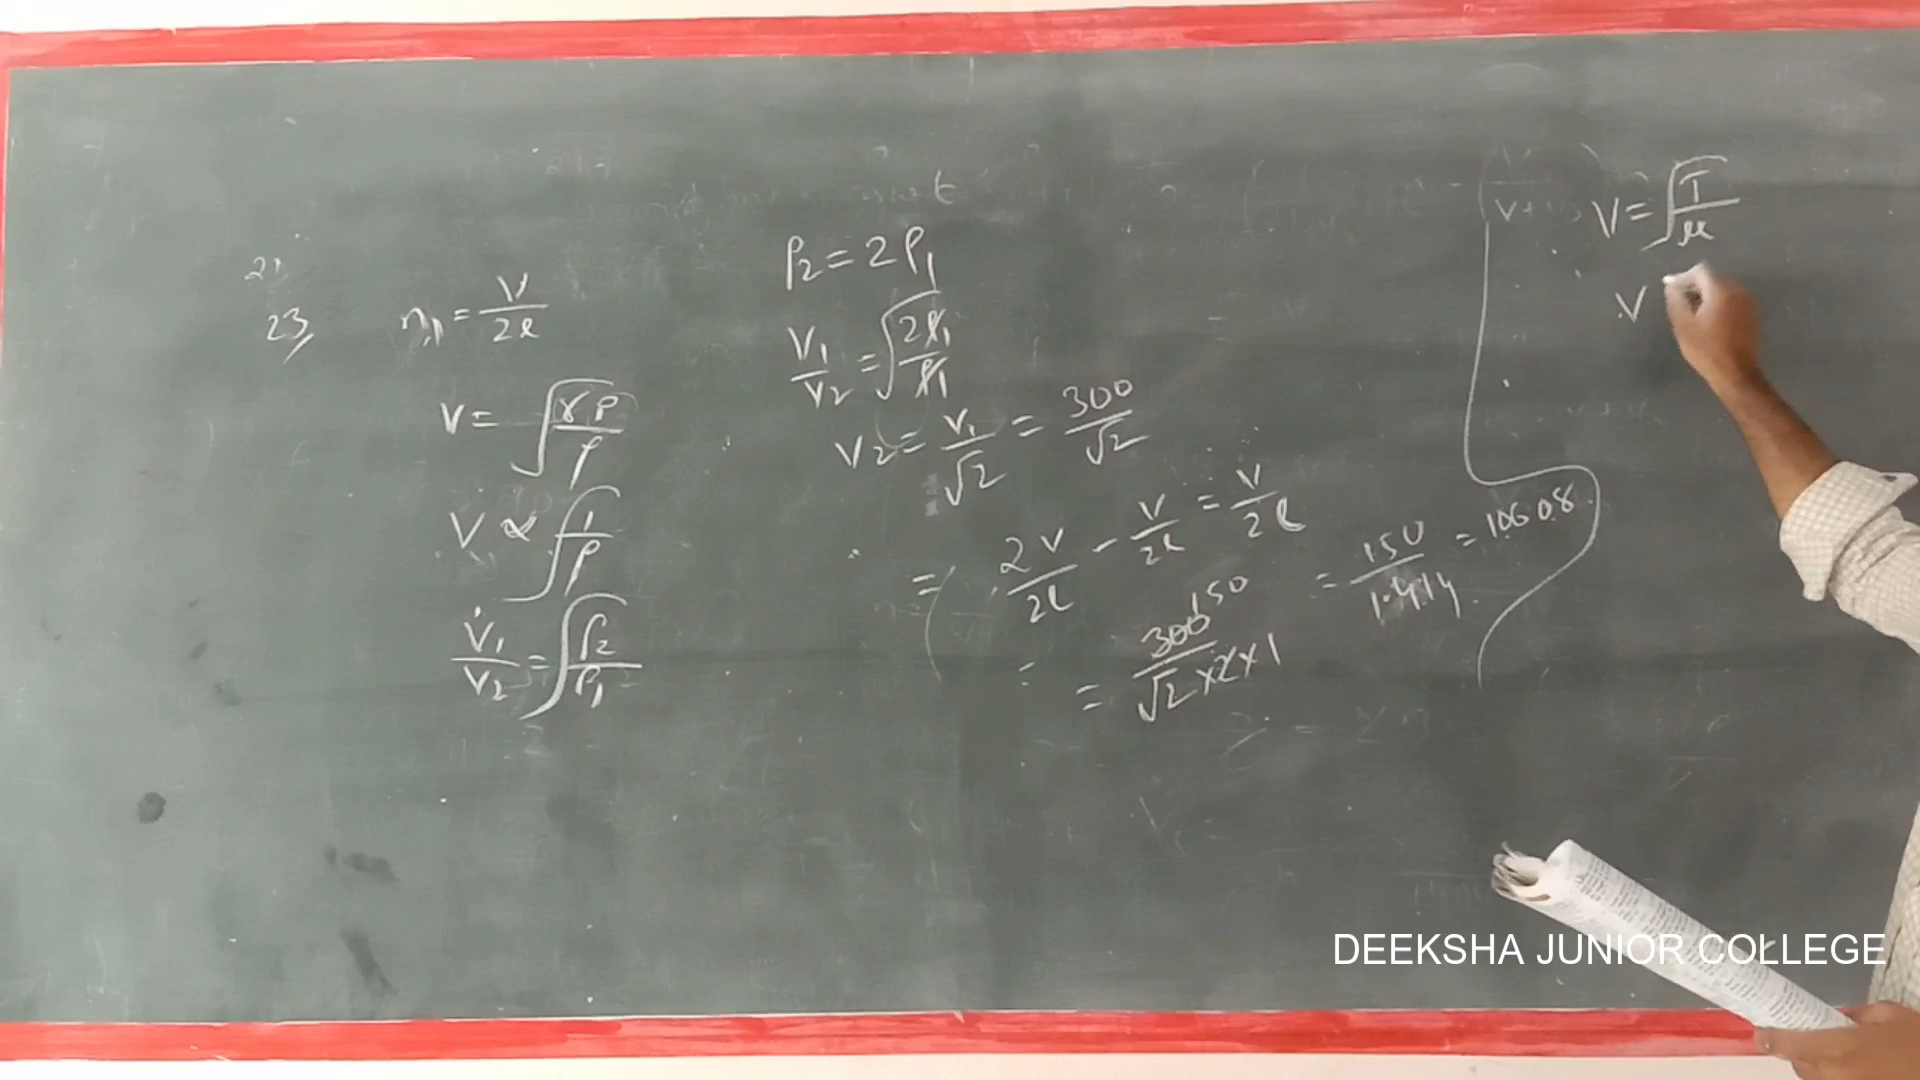 21
23, n₁ = V/2ℓ
V = √(γP/ρ)
V ∝ √(1/ρ)
V₁/V₂ = √(ρ₂/ρ₁)
ρ₂ = 2ρ₁
V₁/V₂ = √(2ρ₁/ρ₁)
V₂ = V₁/√2 = 300/√2
= 2V/2ℓ - V/2ℓ = V/2ℓ
= 300/(√2×2×1) 150 = 150/1.414 = 106.08
V = √(T/μ)
V
DEEKSHA JUNIOR COLLEGE